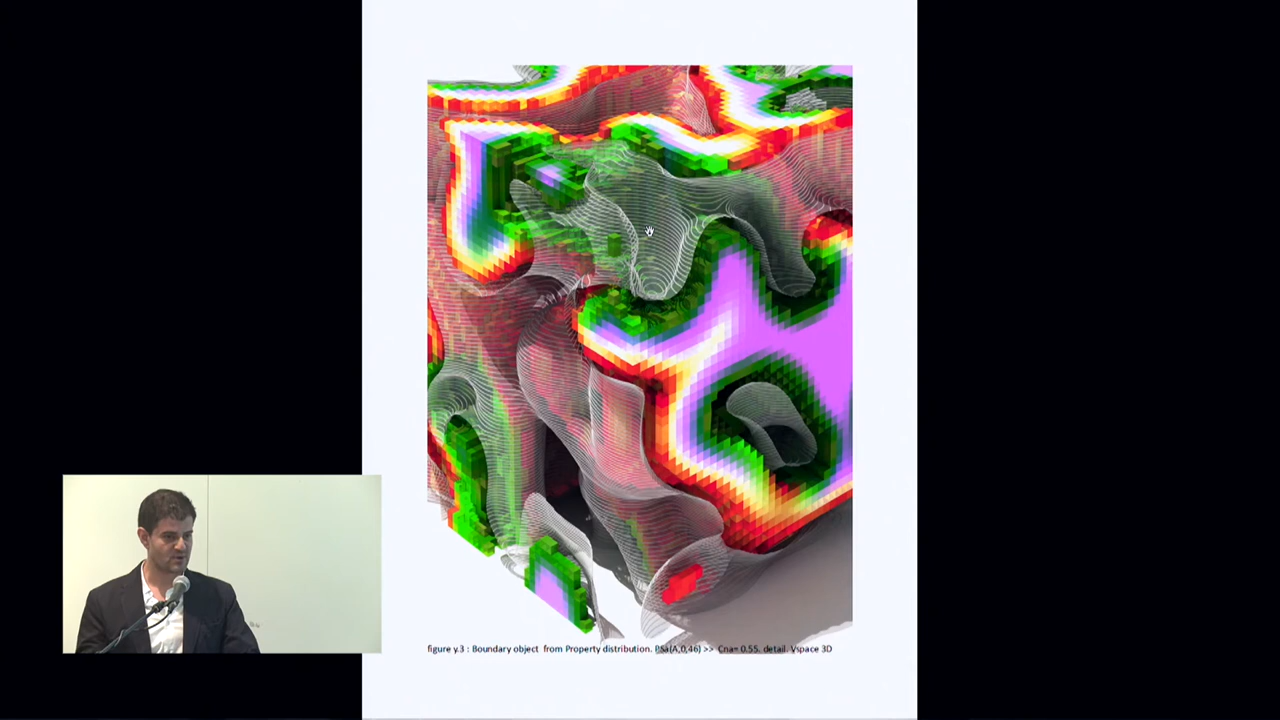 figure y.3 : Boundary object from Property distribution. PSa(A,0,46) >> Cna= 0.55. detail. Vspace 3D